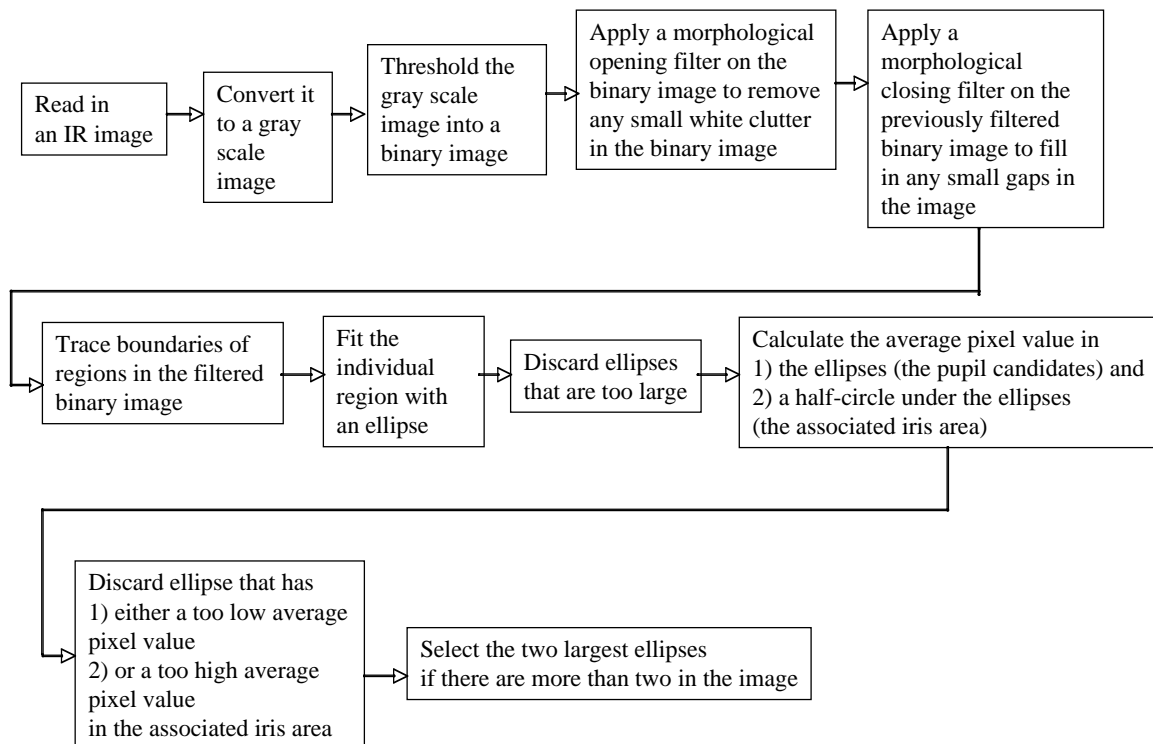 Read in
an IR image
Convert it
to a gray
scale
image
Threshold the
gray scale
image into a
binary image
Apply a morphological
opening filter on the
binary image to remove
any small white clutter
in the binary image
Apply a
morphological
closing filter on the
previously filtered
binary image to fill
in any small gaps in
the image
Trace boundaries of
regions in the filtered
binary image
Fit the
individual
region with
an ellipse
Discard ellipses
that are too large
Calculate the average pixel value in
1) the ellipses (the pupil candidates) and
2) a half-circle under the ellipses
(the associated iris area)
Discard ellipse that has
1) either a too low average
pixel value
2) or a too high average
pixel value
in the associated iris area
Select the two largest ellipses
if there are more than two in the image